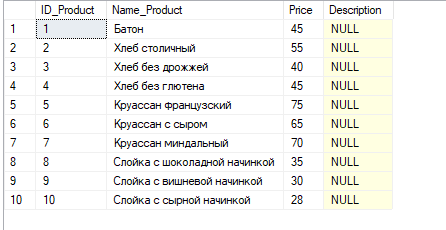 ID_Product Name_Product Price Description
1 1 Батон 45 NULL
2 2 Хлеб столичный 55 NULL
3 3 Хлеб без дрожжей 40 NULL
4 4 Хлеб без глютена 45 NULL
5 5 Круассан французский 75 NULL
6 6 Круассан с сыром 65 NULL
7 7 Круассан миндальный 70 NULL
8 8 Слойка с шоколадной начинкой 35 NULL
9 9 Слойка с вишневой начинкой 30 NULL
10 10 Слойка с сырной начинкой 28 NULL